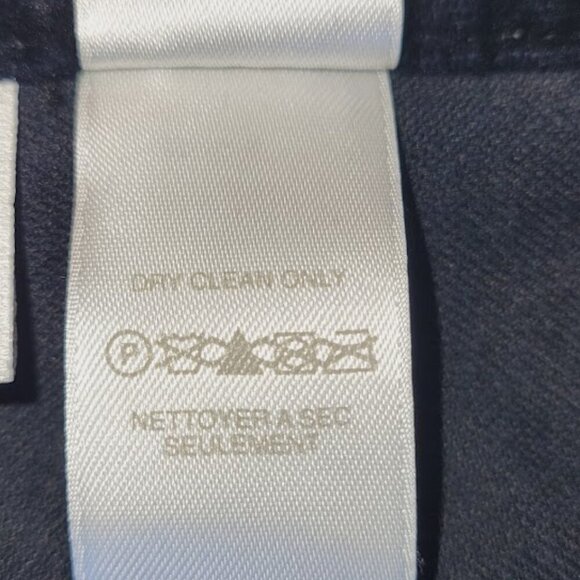 DRY CLEAN ONLY
P
NETTOYER A SEC
SEULEMENT